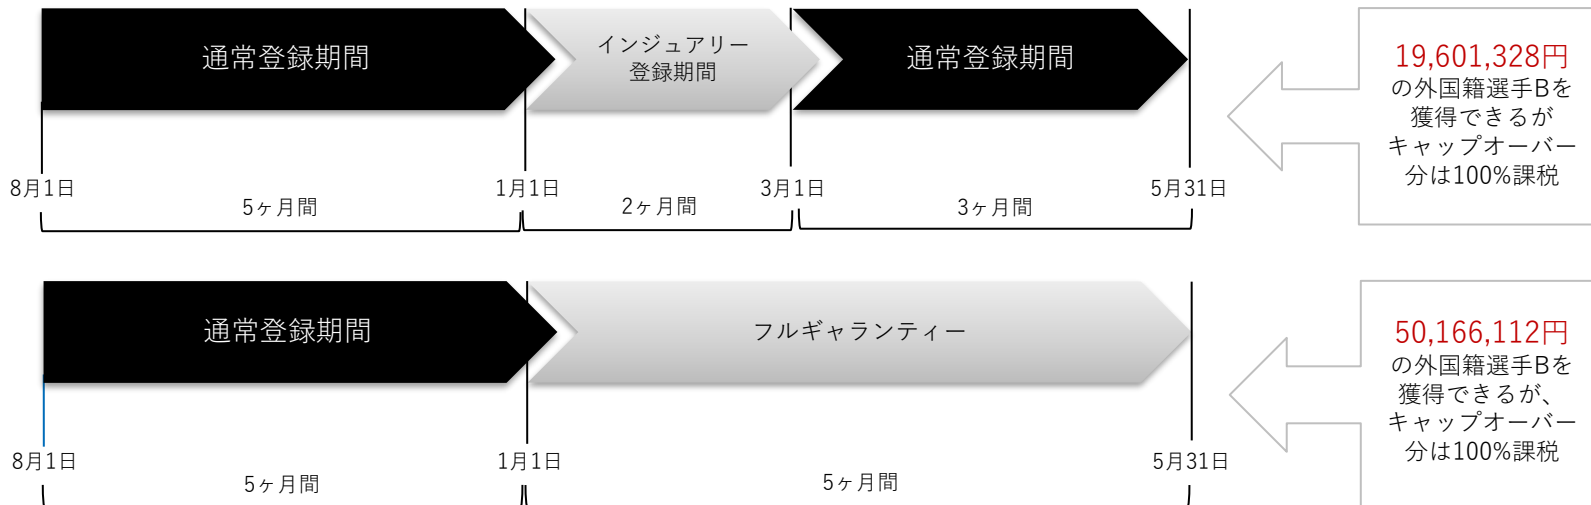 通常登録期間
インジュアリー
登録期間
通常登録期間
19,601,328円
の外国籍選手Bを
獲得できるが
キャップオーバー
分は100%課税
8月1日
1月1日
3月1日
5月31日
5ヶ月間
2ヶ月間
3ヶ月間
通常登録期間
フルギャランティー
50,166,112円
の外国籍選手Bを
獲得できるが、
キャップオーバー
分は100%課税
8月1日
1月1日
5月31日
5ヶ月間
5ヶ月間